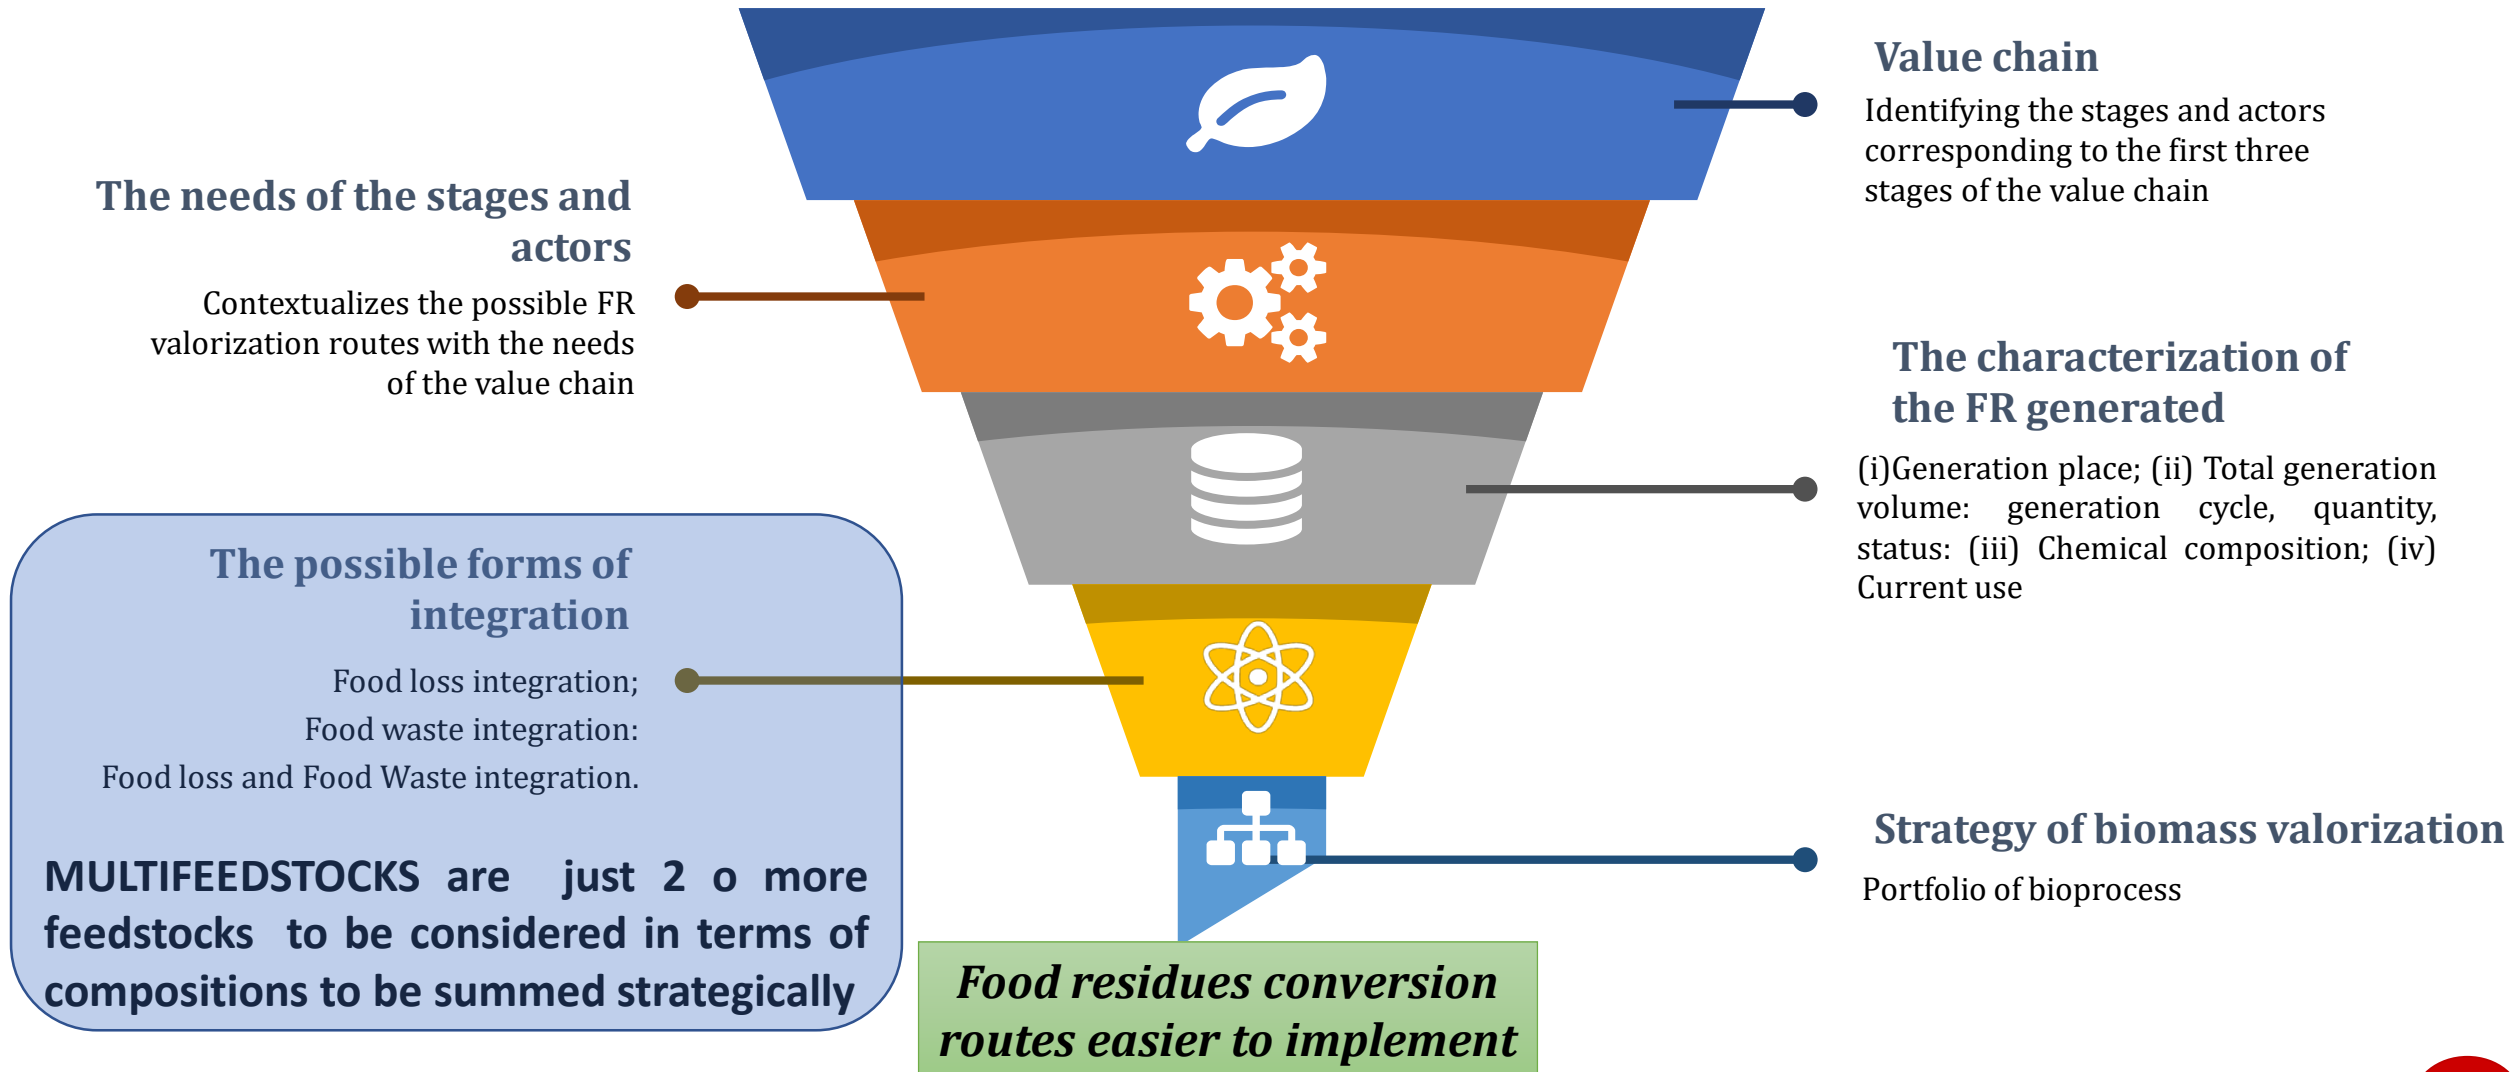 Value chain
Identifying the stages and actors
corresponding to the first three
stages of the value chain
The needs of the stages and
actors
Contextualizes the possible FR
valorization routes with the needs
of the value chain
The characterization of
the FR generated
(i)Generation place; (ii) Total generation
volume: generation cycle, quantity,
status: (iii) Chemical composition; (iv)
Current use
The possible forms of
integration
Food loss integration;
Food waste integration:
Food loss and Food Waste integration.
MULTIFEEDSTOCKS are just 2 o more
feedstocks to be considered in terms of
compositions to be summed strategically
Strategy of biomass valorization
Portfolio of bioprocess
Food residues conversion
routes easier to implement